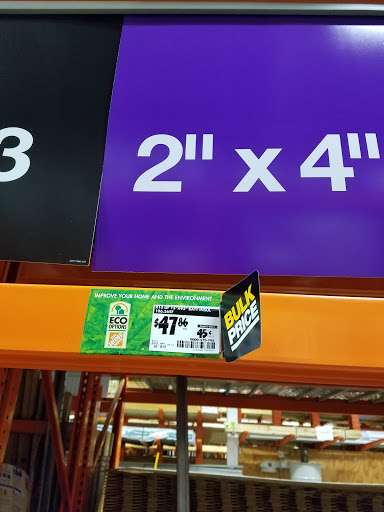 3
2" x 4"
IMPROVE YOUR HOME AND THE ENVIRONMENT
ECO
OPTIONS
$47 86
45¢
BULK
PRICE